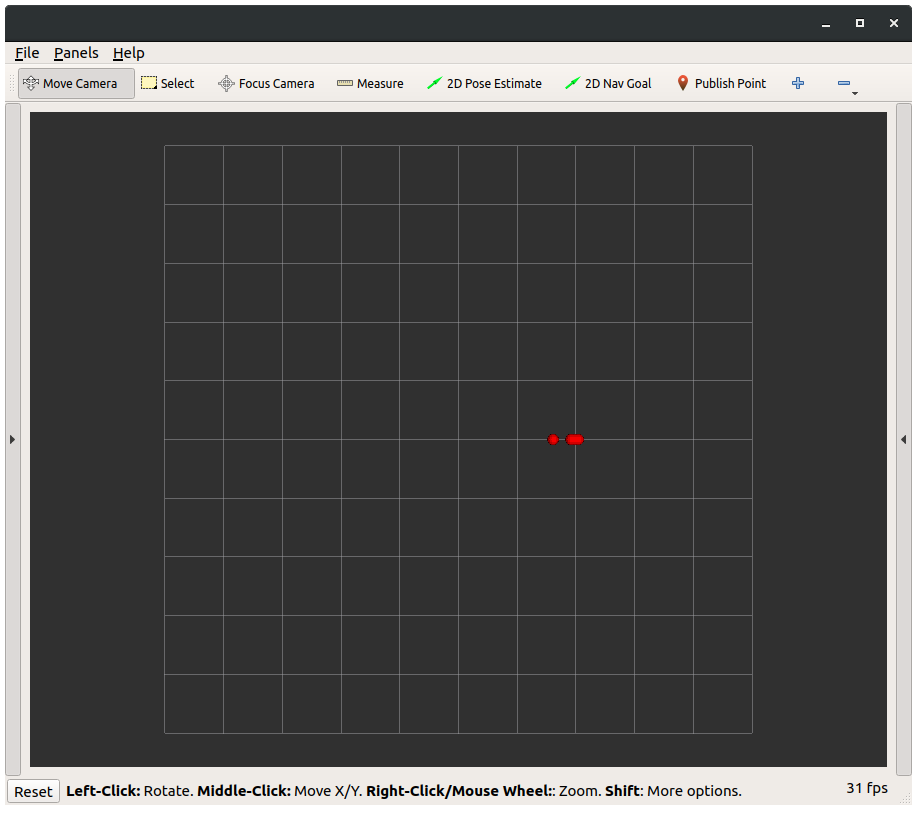 File Panels Help
Move Camera Select Focus Camera Measure 2D Pose Estimate 2D Nav Goal Publish Point
Reset Left-Click: Rotate. Middle-Click: Move X/Y. Right-Click/Mouse Wheel:: Zoom. Shift: More options. 31 fps